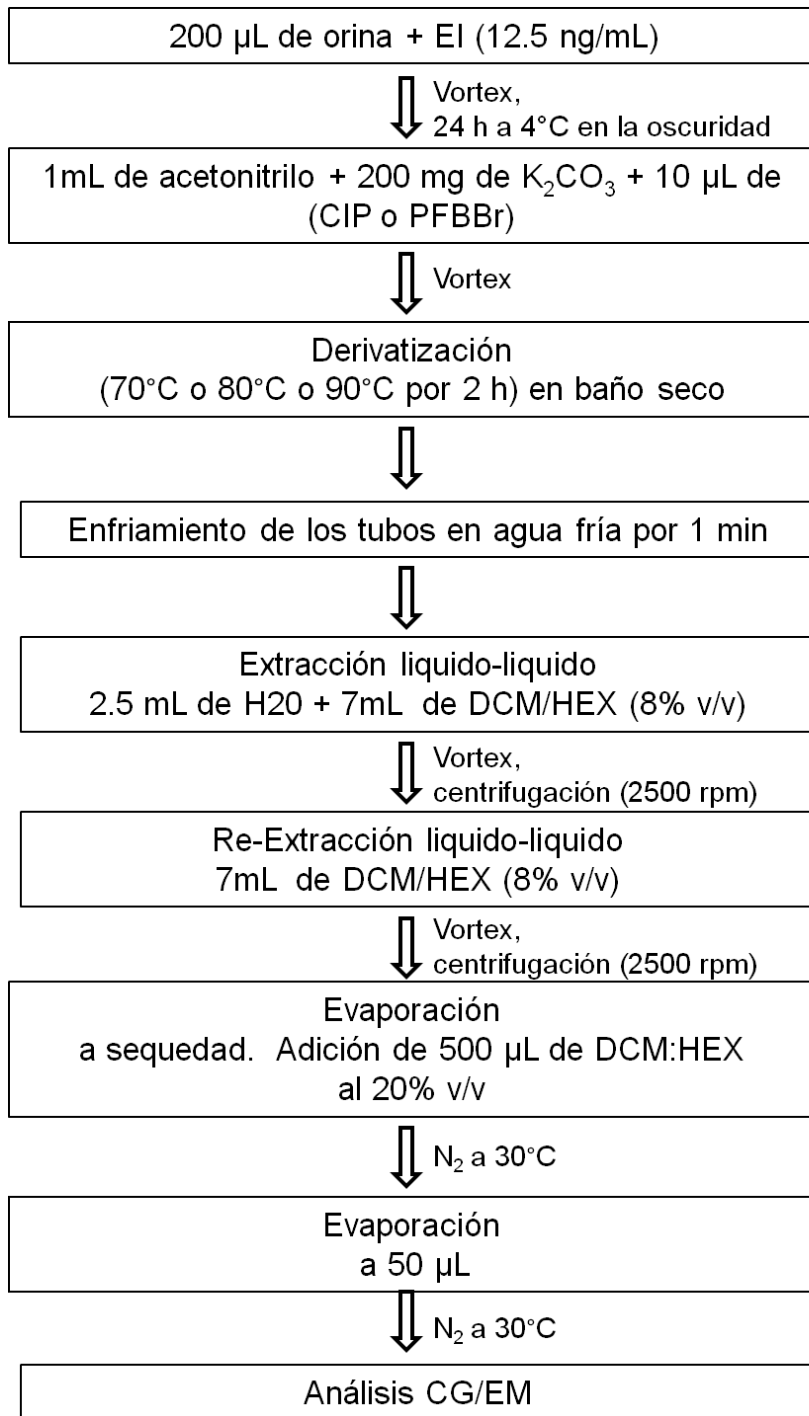 200 µL de orina + EI (12.5 ng/mL)
Vortex,
24 h a 4°C en la oscuridad
1mL de acetonitrilo + 200 mg de K₂CO₃ + 10 µL de
(CIP o PFBBr)
Vortex
Derivatización
(70°C o 80°C o 90°C por 2 h) en baño seco
Enfriamiento de los tubos en agua fría por 1 min
Extracción liquido-liquido
2.5 mL de H20 + 7mL de DCM/HEX (8% v/v)
Vortex,
centrifugación (2500 rpm)
Re-Extracción liquido-liquido
7mL de DCM/HEX (8% v/v)
Vortex,
centrifugación (2500 rpm)
Evaporación
a sequedad. Adición de 500 µL de DCM:HEX
al 20% v/v
N₂ a 30°C
Evaporación
a 50 µL
N₂ a 30°C
Análisis CG/EM